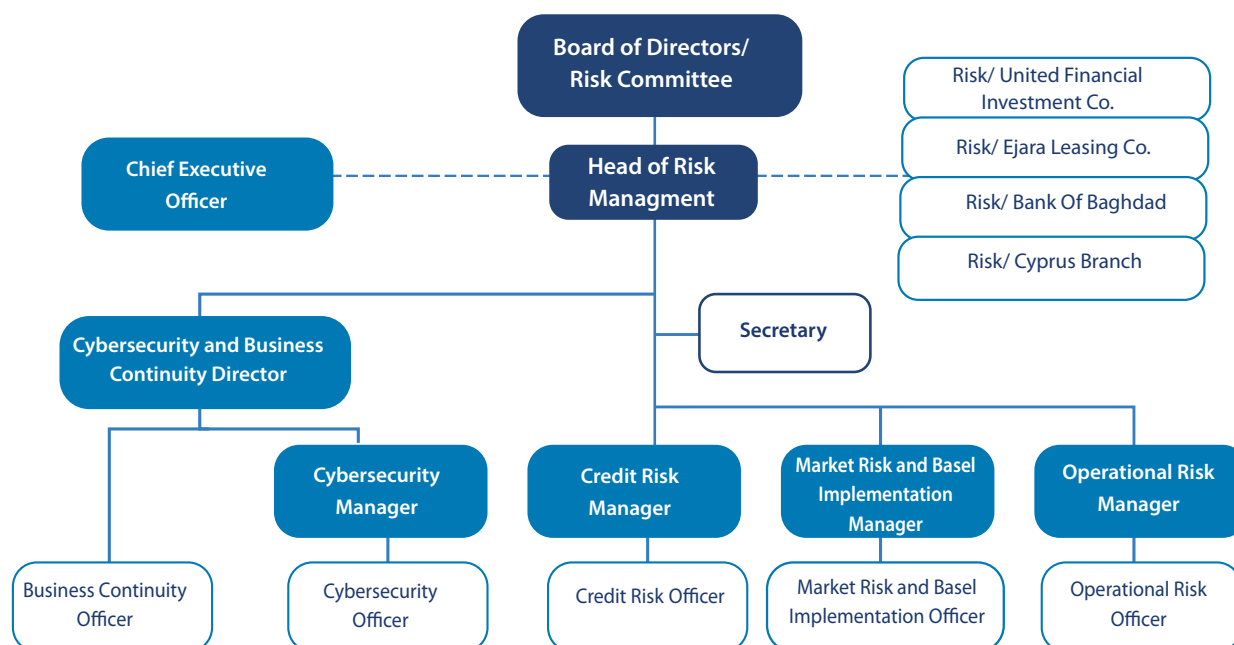 Board of Directors/
Risk Committee
Risk/ United Financial
Investment Co.
Risk/ Ejara Leasing Co.
Risk/ Bank Of Baghdad
Risk/ Cyprus Branch
Chief Executive
Officer
Head of Risk
Managment
Secretary
Cybersecurity and Business
Continuity Director
Cybersecurity
Manager
Credit Risk
Manager
Market Risk and Basel
Implementation
Manager
Operational Risk
Manager
Business Continuity
Officer
Cybersecurity
Officer
Credit Risk Officer
Market Risk and Basel
Implementation Officer
Operational Risk
Officer